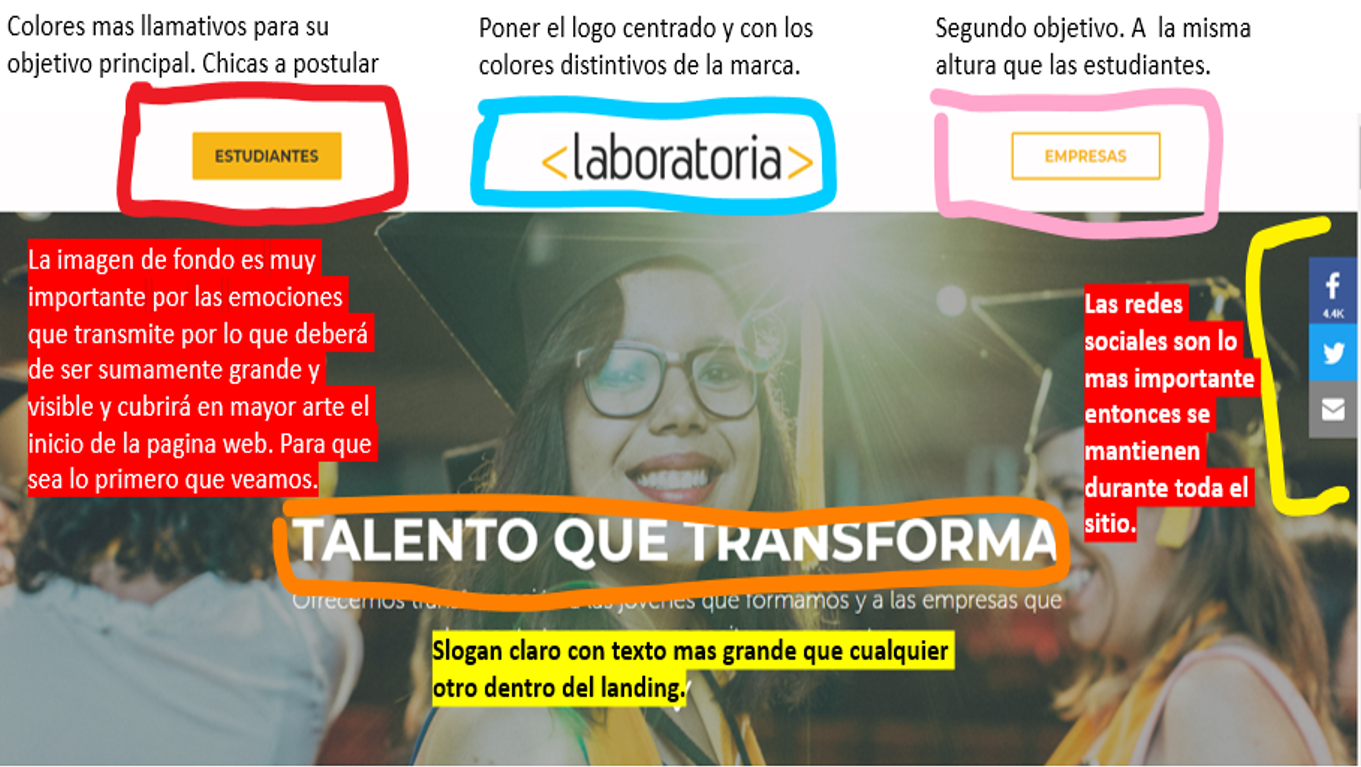 Colores mas llamativos para su
objetivo principal. Chicas a postular
Poner el logo centrado y con los
colores distintivos de la marca.
Segundo objetivo. A la misma
altura que las estudiantes.
ESTUDIANTES
<laboratoria>
EMPRESAS
La imagen de fondo es muy
importante por las emociones
que transmite por lo que deberá
de ser sumamente grande y
visible y cubrirá en mayor arte el
inicio de la pagina web. Para que
sea lo primero que veamos.
Las redes
sociales son lo
mas importante
entonces se
mantienen
durante toda el
sitio.
4.4K
TALENTO QUE TRANSFORMA
Ofrecemos transformación a las jóvenes que formamos y a las empresas que
Slogan claro con texto mas grande que cualquier
otro dentro del landing.